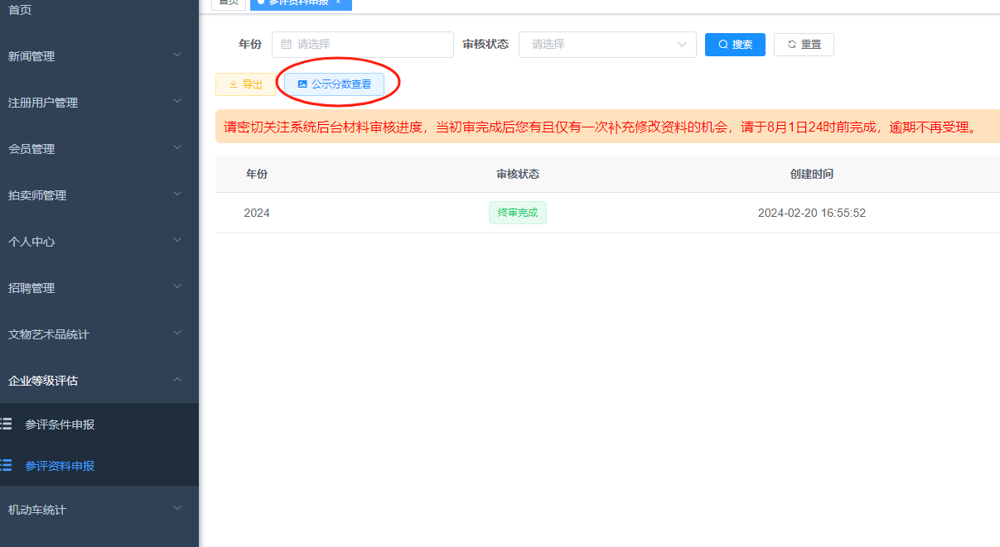 首页
新闻管理
注册用户管理
会员管理
拍卖师管理
个人中心
招聘管理
文物艺术品统计
企业等级评估
参评条件申报
参评资料申报
机动车统计
首页
参评资料申报 ×
年份 请选择 审核状态 请选择 搜索 重置
导出 公示分数查看
请密切关注系统后台材料审核进度，当初审完成后您有且仅有一次补充修改资料的机会，请于8月1日24时前完成，逾期不再受理。
年份 审核状态 创建时间
2024 终审完成 2024-02-20 16:55:52